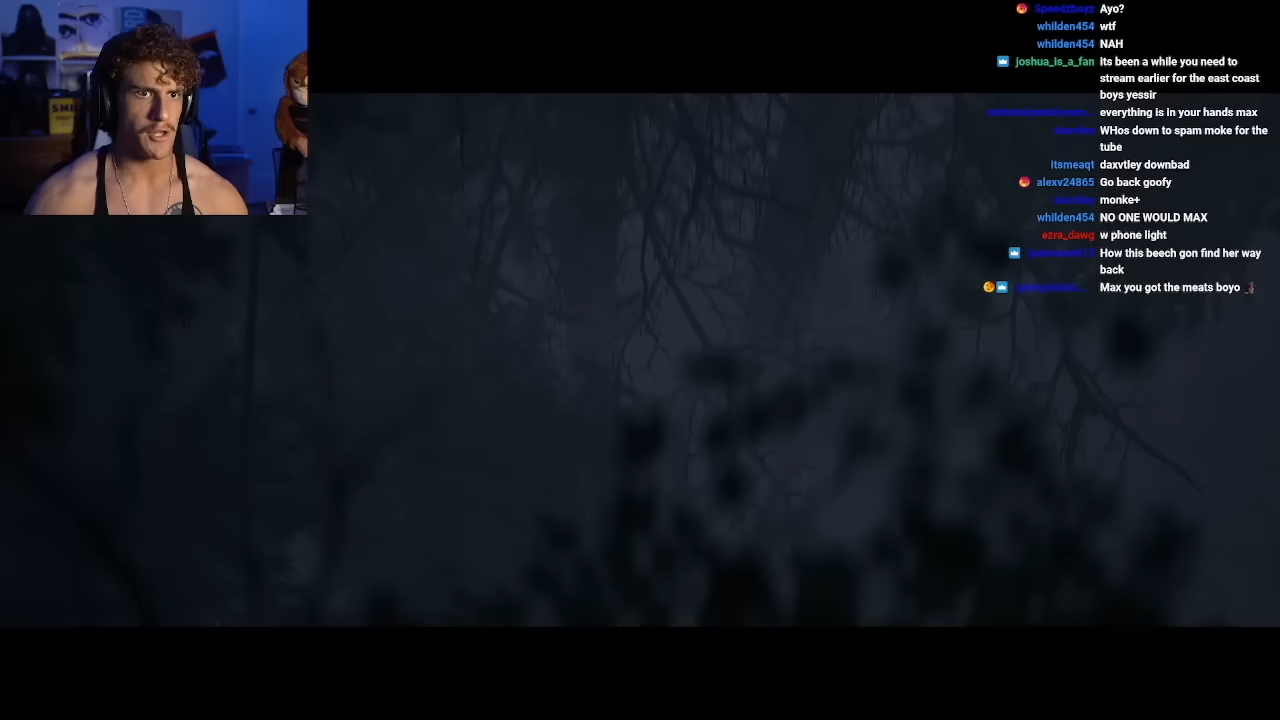 Speedzboyz Ayo?
whilden454 wtf
whilden454 NAH
joshua_is_a_fan Its been a while you need to
stream earlier for the east coast
boys yessir
everything is in your hands max
WHos down to spam moke for the
tube
itsmeaqt daxvtley downbad
alexv24865 Go back goofy
monke+
whilden454 NO ONE WOULD MAX
ezra_dawg w phone light
How this beech gon find her way
back
Max you got the meats boyo